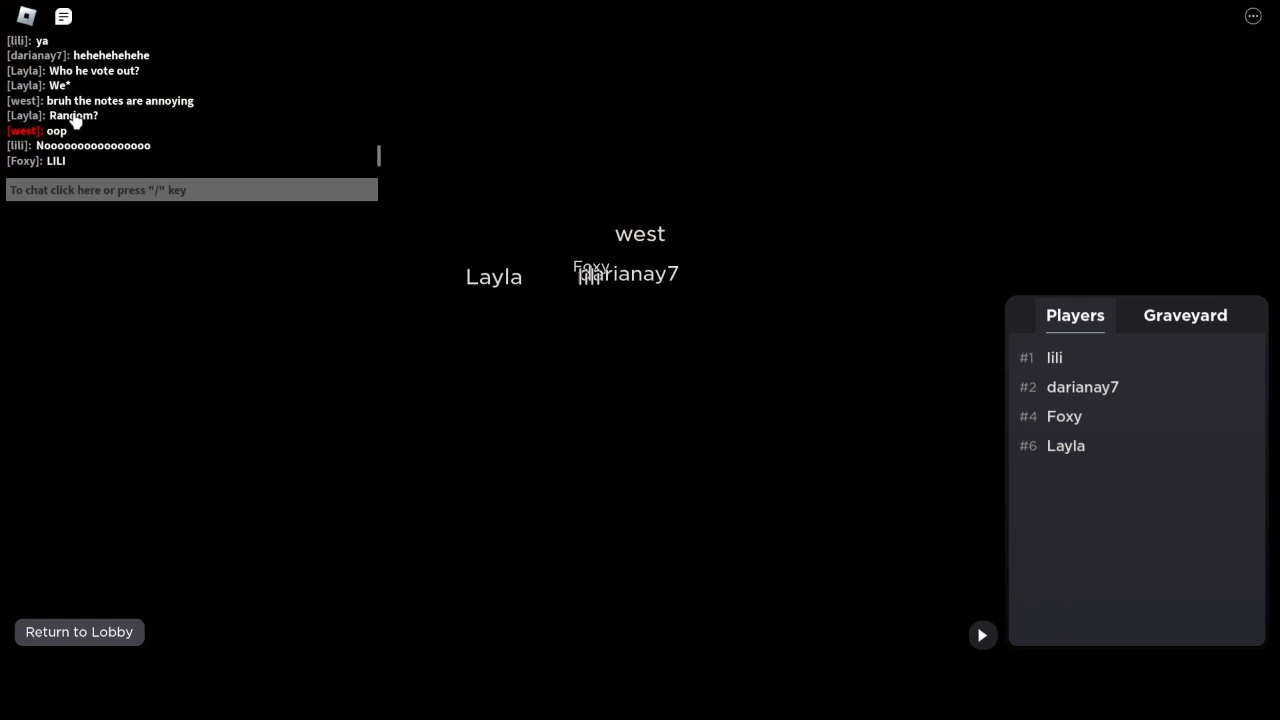 [lili]: ya
[darianay7]: hehehehehehe
[Layla]: Who he vote out?
[Layla]: We*
[west]: bruh the notes are annoying
[Layla]: Random?
[west]: oop
[lili]: Nooooooooooooooo
[Foxy]: LILI
To chat click here or press "/" key
west
Foxy
Layla
lili
darianay7
Players
Graveyard
#1 lili
#2 darianay7
#4 Foxy
#6 Layla
Return to Lobby